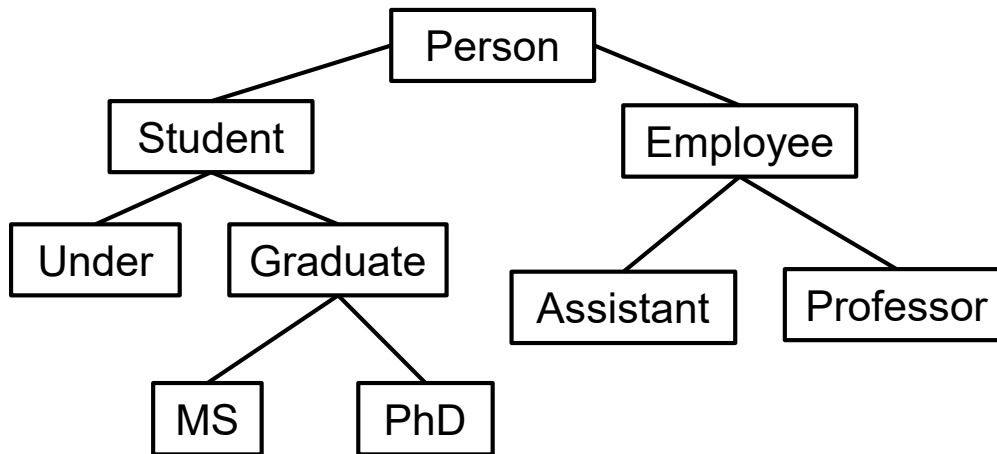 Person
Student
Employee
Under
Graduate
Assistant
Professor
MS
PhD